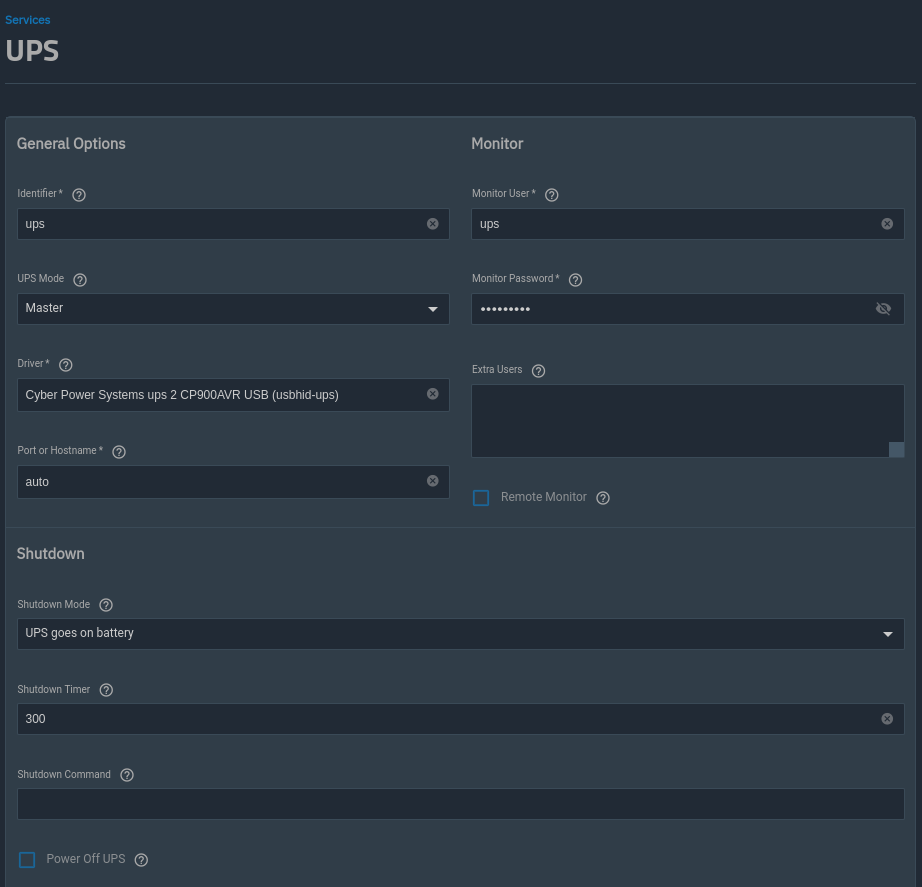 Services
UPS
General Options
Identifier *
ups
UPS Mode
Master
Driver *
Cyber Power Systems ups 2 CP900AVR USB (usbhid-ups)
Port or Hostname *
auto
Monitor
Monitor User *
ups
Monitor Password *
•••••••••
Extra Users
Remote Monitor
Shutdown
Shutdown Mode
UPS goes on battery
Shutdown Timer
300
Shutdown Command
Power Off UPS